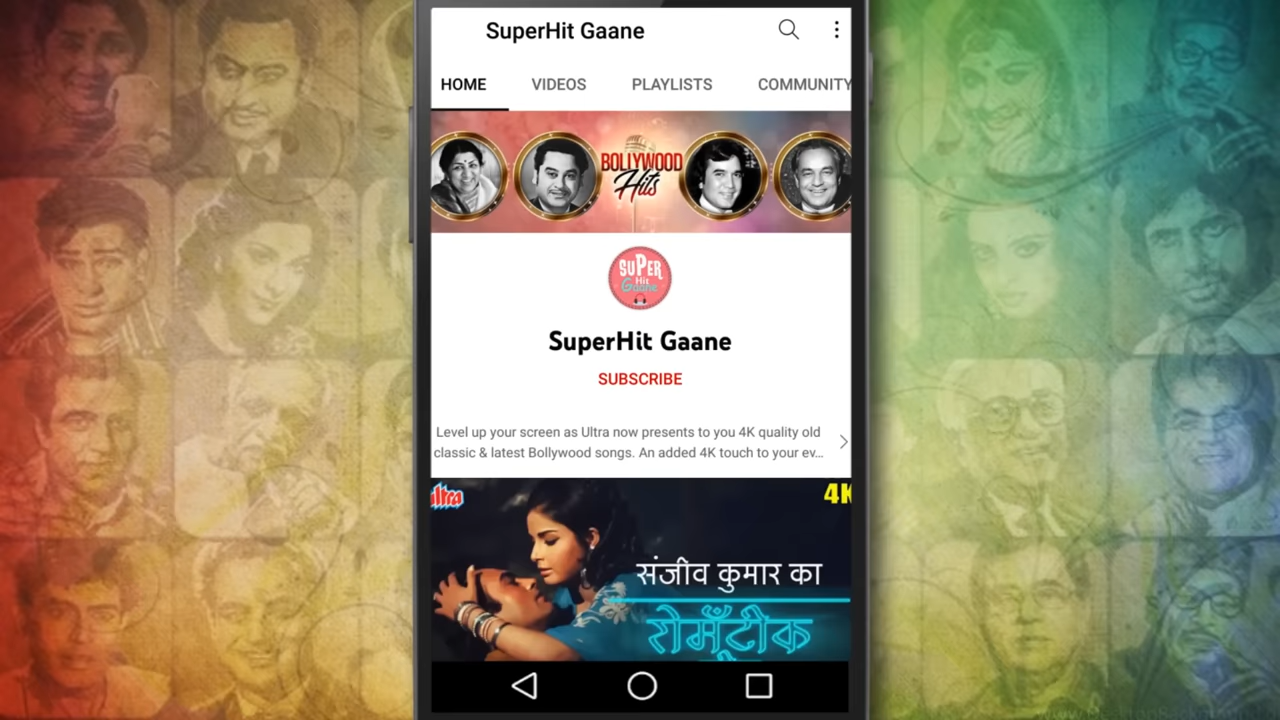 SuperHit Gaane
HOME VIDEOS PLAYLISTS COMMUNITY
BOLLYWOOD
Hits
SUPER
Hit
Gaane
SuperHit Gaane
SUBSCRIBE
Level up your screen as Ultra now presents to you 4K quality old
classic & latest Bollywood songs. An added 4K touch to your ev...
ultra
4K
संजीव कुमार का
रोमँटीक